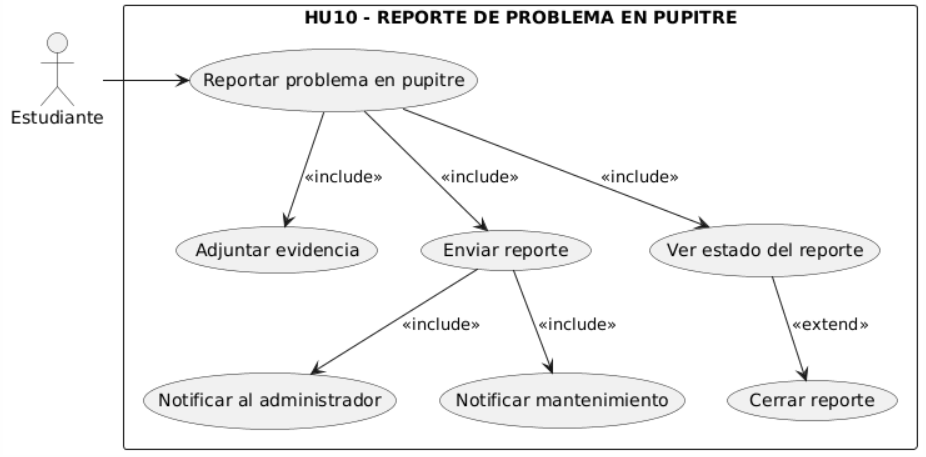 HU10 - REPORTE DE PROBLEMA EN PUPITRE
Reportar problema en pupitre
Estudiante
«include»
«include»
«include»
Adjuntar evidencia
Enviar reporte
Ver estado del reporte
«include»
«include»
«extend»
Notificar al administrador
Notificar mantenimiento
Cerrar reporte